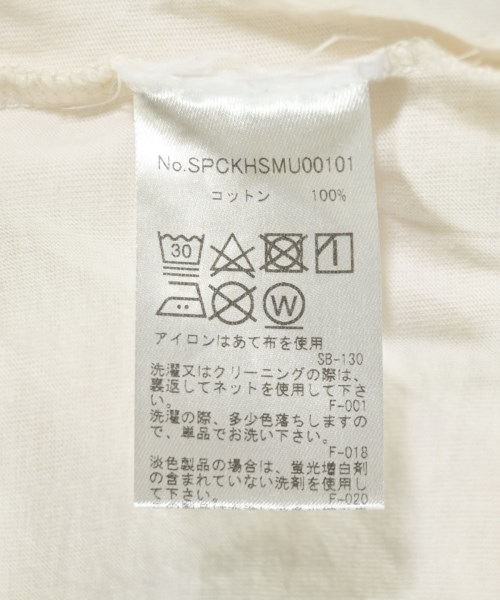 No.SPCKHSMU00101
コットン 100%
30
W
アイロンはあて布を使用
SB-130
洗濯又はクリーニングの際は、
裏返してネットを使用して下さ
い。 F-001
洗濯の際、多少色落ちしますの
で、単品でお洗い下さい。
F-018
淡色製品の場合は、蛍光増白剤
の含まれていない洗剤を使用し
て下さい。 F-020